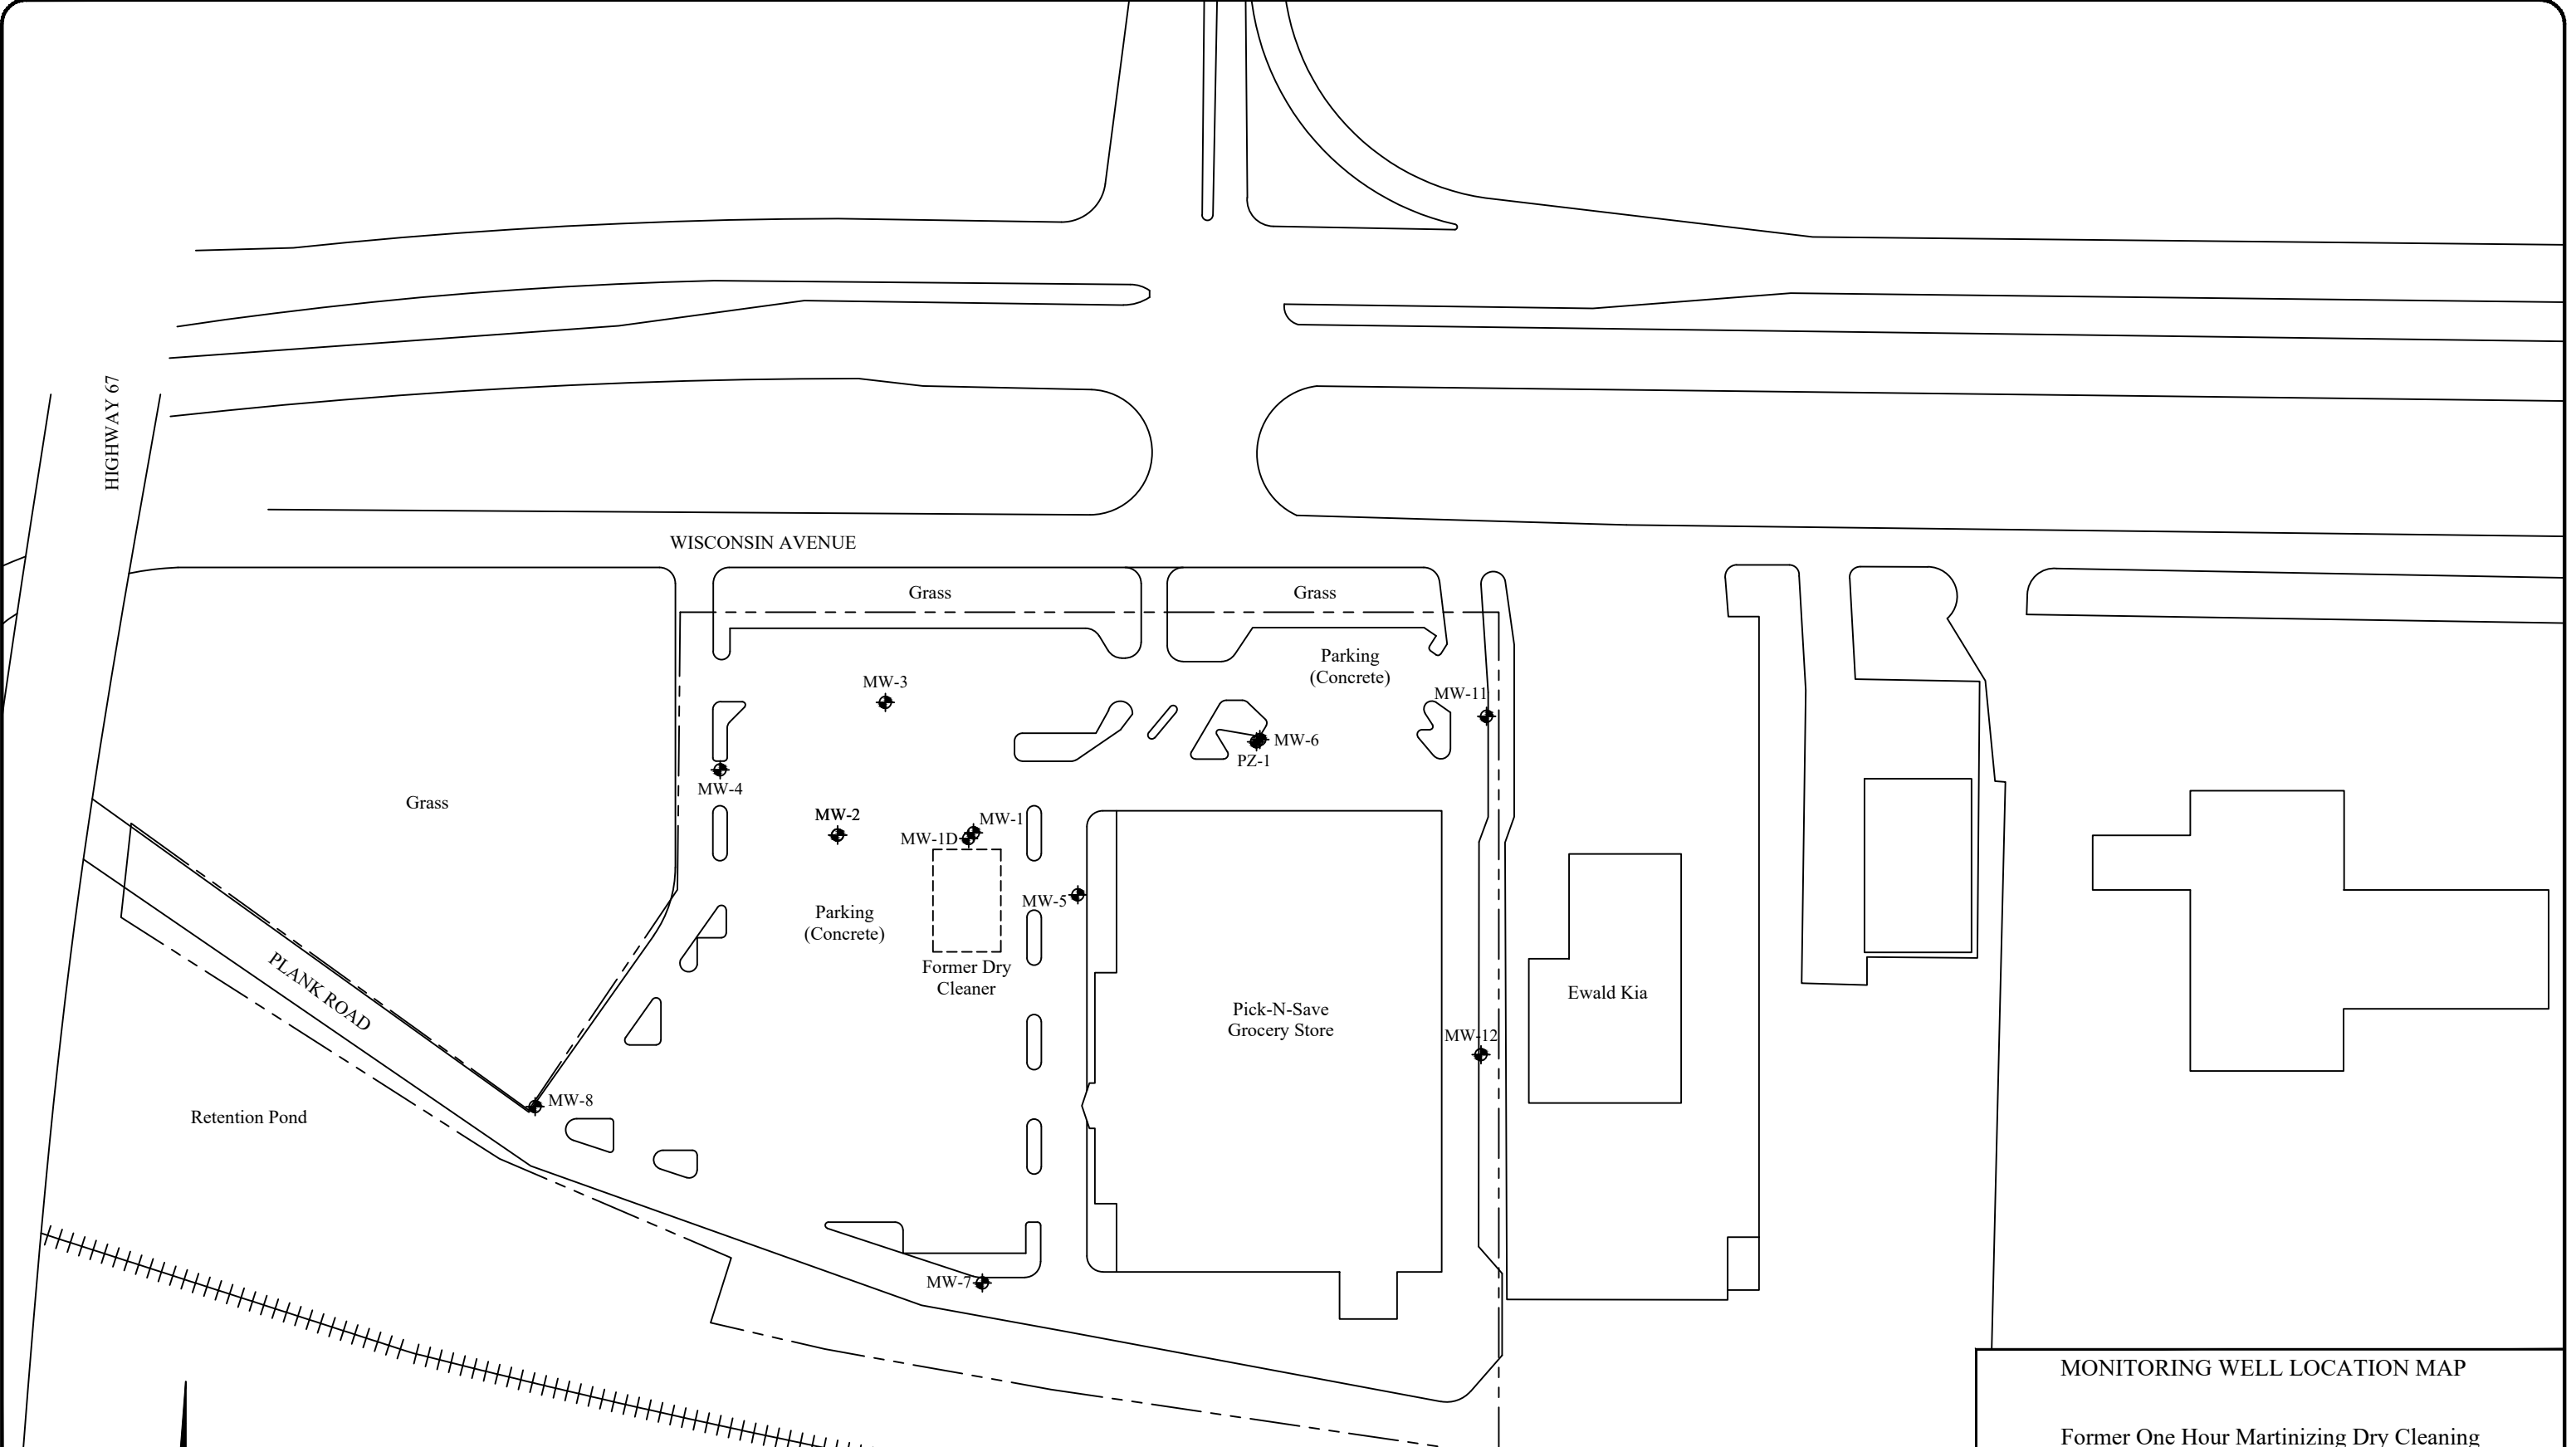 HIGHWAY 67
WISCONSIN AVENUE
Grass
Grass
Parking
(Concrete)
MW-3
MW-11
MW-6
PZ-1
MW-4
Grass
MW-2
MW-1
MW-1D
MW-5
Parking
(Concrete)
Former Dry
Cleaner
PLANK ROAD
Ewald Kia
Pick-N-Save
Grocery Store
MW-12
MW-8
Retention Pond
MW-7
MONITORING WELL LOCATION MAP
Former One Hour Martinizing Dry Cleaning